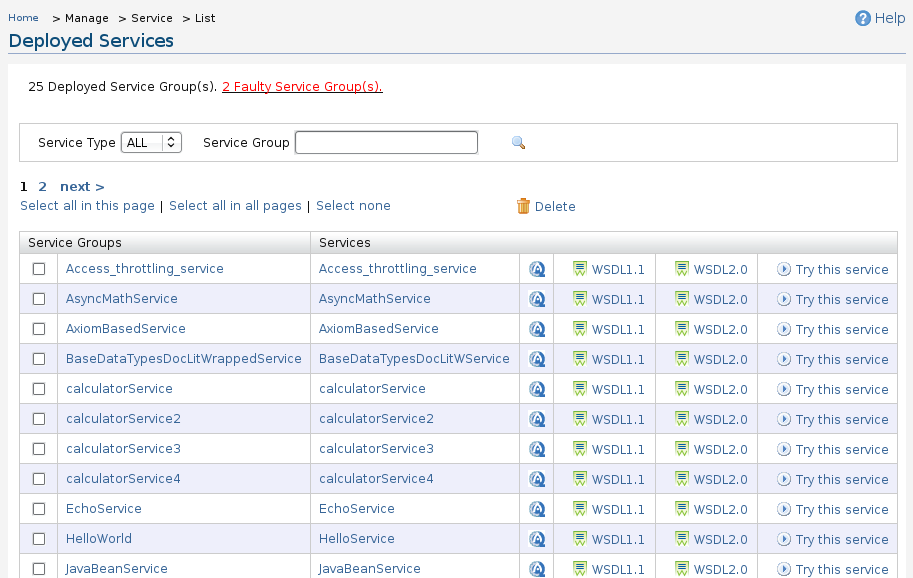 Home > Manage > Service > List
Help
Deployed Services
25 Deployed Service Group(s). 2 Faulty Service Group(s).
Service Type ALL Service Group
1 2 next >
Select all in this page | Select all in all pages | Select none Delete
Service Groups Services
Access_throttling_service Access_throttling_service WSDL1.1 WSDL2.0 Try this service
AsyncMathService AsyncMathService WSDL1.1 WSDL2.0 Try this service
AxiomBasedService AxiomBasedService WSDL1.1 WSDL2.0 Try this service
BaseDataTypesDocLitWrappedService BaseDataTypesDocLitWService WSDL1.1 WSDL2.0 Try this service
calculatorService calculatorService WSDL1.1 WSDL2.0 Try this service
calculatorService2 calculatorService2 WSDL1.1 WSDL2.0 Try this service
calculatorService3 calculatorService3 WSDL1.1 WSDL2.0 Try this service
calculatorService4 calculatorService4 WSDL1.1 WSDL2.0 Try this service
EchoService EchoService WSDL1.1 WSDL2.0 Try this service
HelloWorld HelloService WSDL1.1 WSDL2.0 Try this service
JavaBeanService JavaBeanService WSDL1.1 WSDL2.0 Try this service